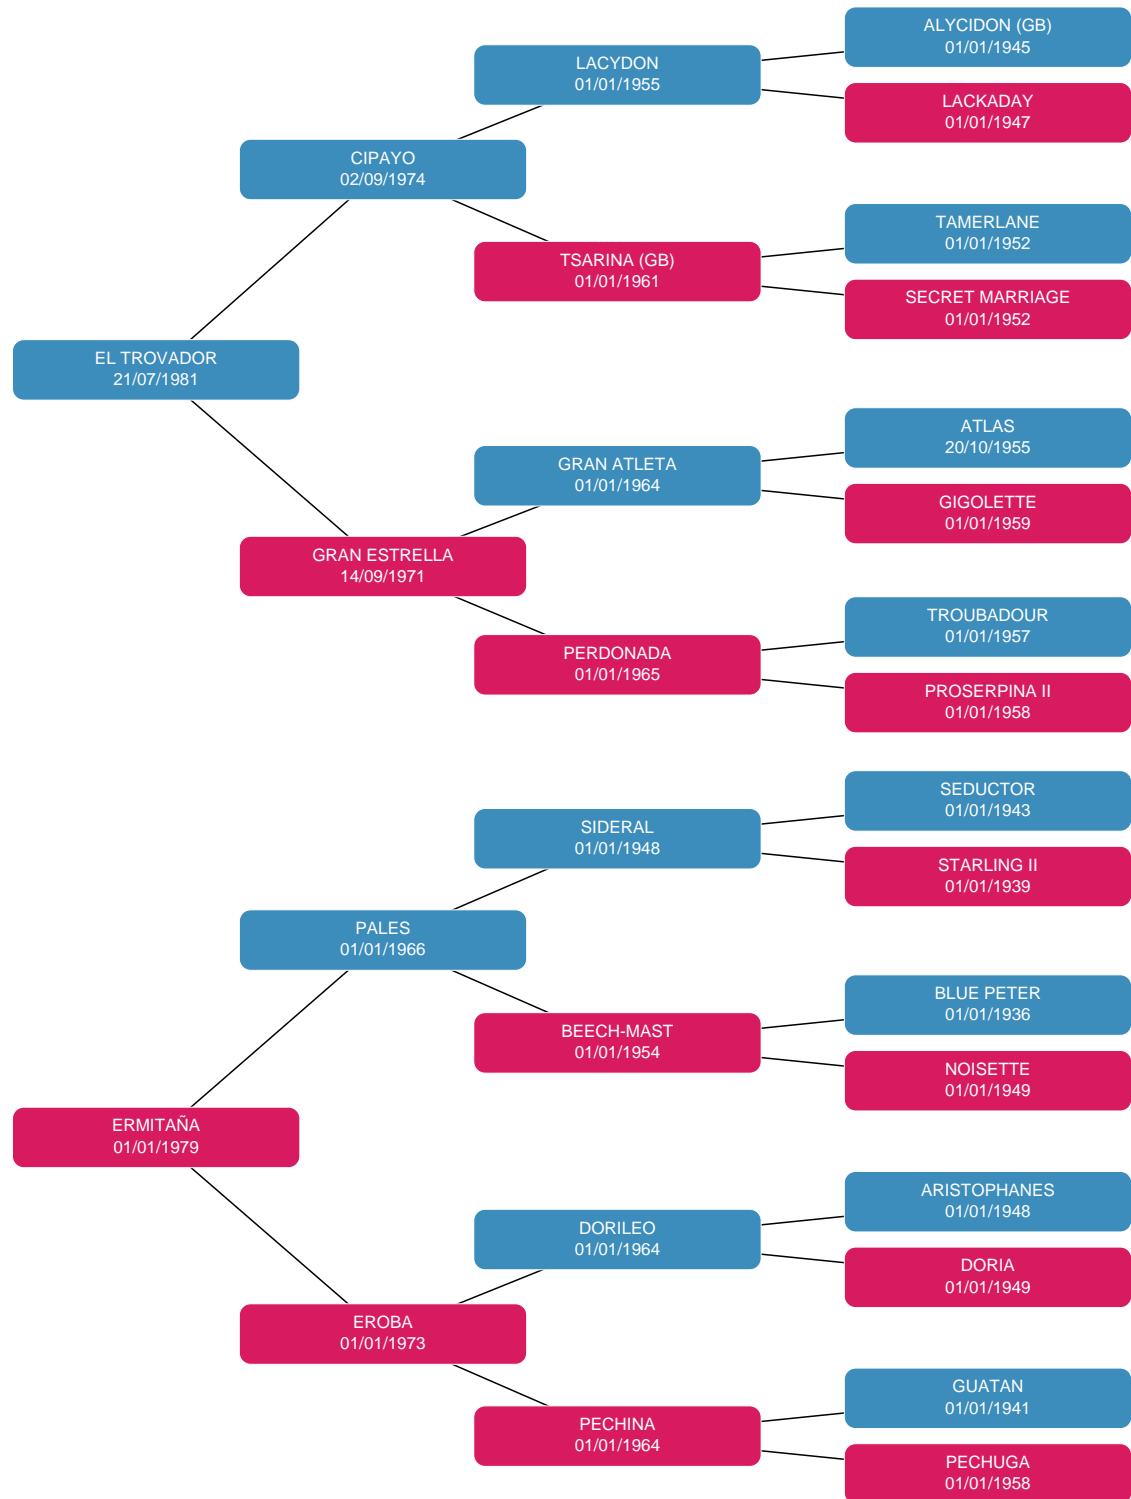 ALYCIDON (GB)
01/01/1945
LACYDON
01/01/1955
LACKADAY
01/01/1947
CIPAYO
02/09/1974
TAMERLANE
01/01/1952
TSARINA (GB)
01/01/1961
SECRET MARRIAGE
01/01/1952
EL TROVADOR
21/07/1981
ATLAS
20/10/1955
GRAN ATLETA
01/01/1964
GIGOLETTE
01/01/1959
GRAN ESTRELLA
14/09/1971
TROUBADOUR
01/01/1957
PERDONADA
01/01/1965
PROSERPINA II
01/01/1958
SEDUCTOR
01/01/1943
SIDERAL
01/01/1948
STARLING II
01/01/1939
PALES
01/01/1966
BLUE PETER
01/01/1936
BEECH-MAST
01/01/1954
NOISETTE
01/01/1949
ERMITAÑA
01/01/1979
ARISTOPHANES
01/01/1948
DORILEO
01/01/1964
DORIA
01/01/1949
EROBA
01/01/1973
GUATAN
01/01/1941
PECHINA
01/01/1964
PECHUGA
01/01/1958